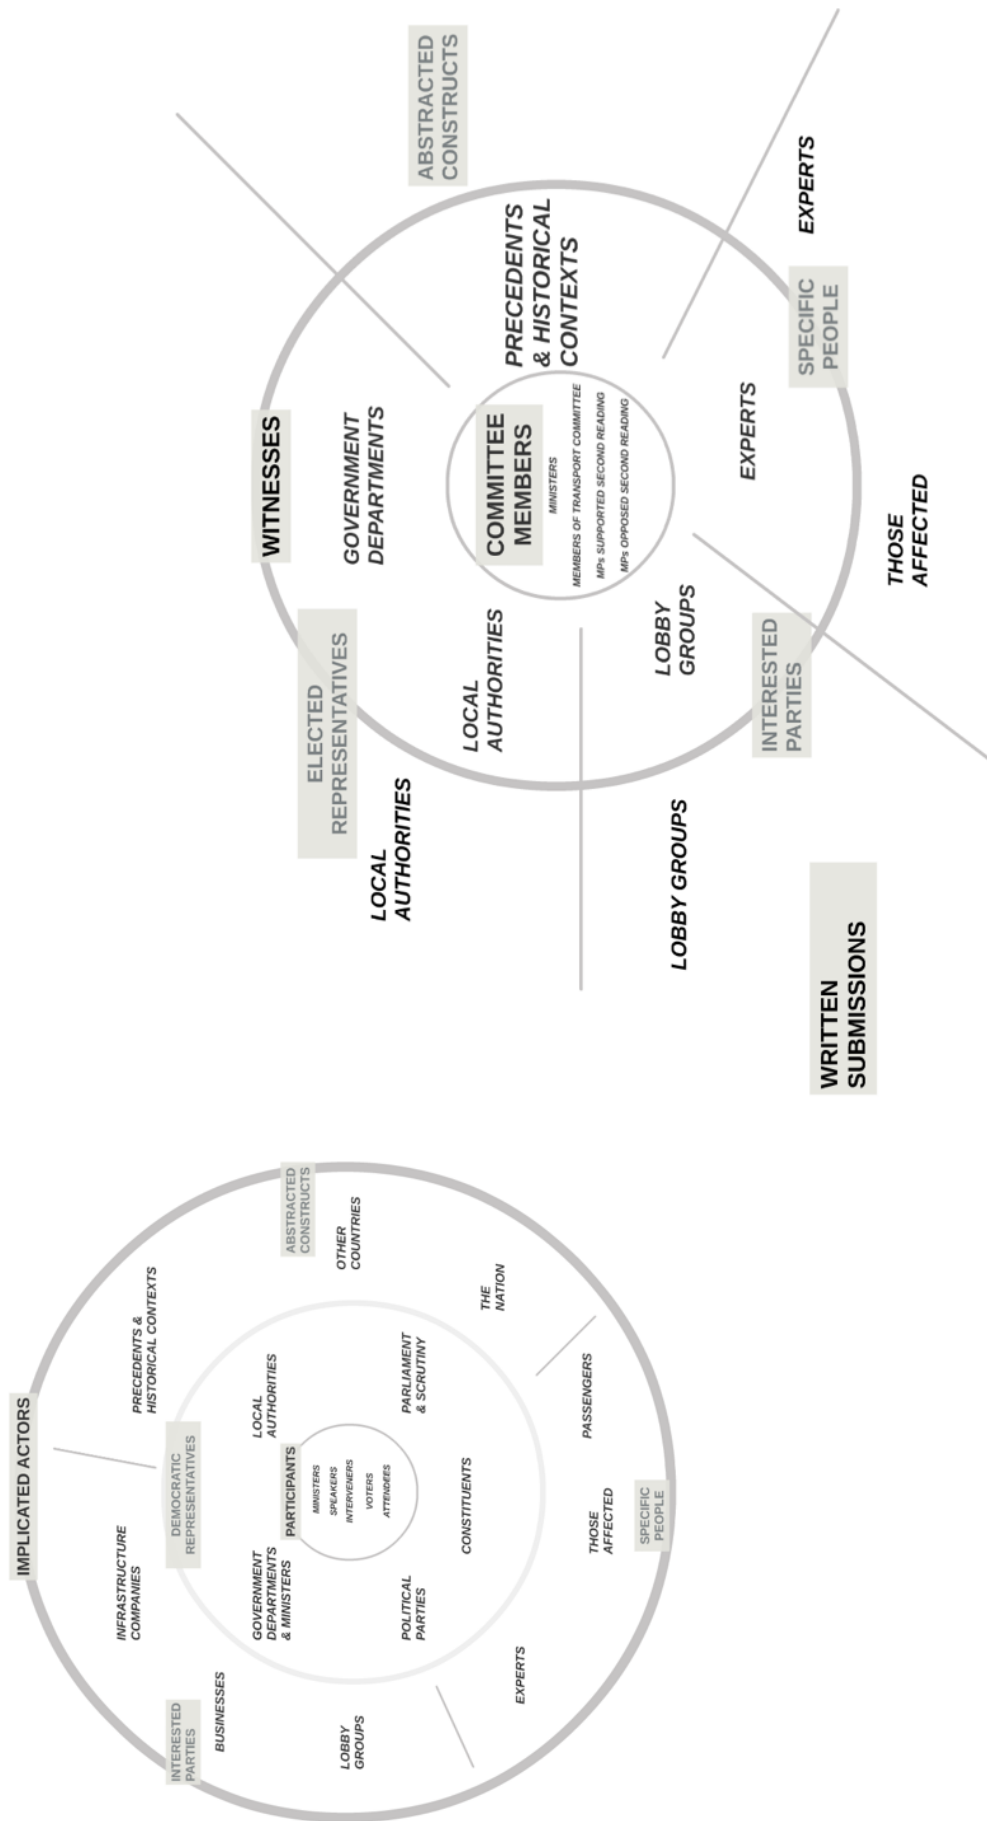 IMPLICATED ACTORS
PRECEDENTS &
HISTORICAL CONTEXTS
INFRASTRUCTURE
COMPANIES
INTERESTED
PARTIES
BUSINESSES
LOBBY
GROUPS
DEMOCRATIC
REPRESENTATIVES
ABSTRACTED
CONSTRUCTS
OTHER
COUNTRIES
THE
NATION
LOCAL
AUTHORITIES
PARLIAMENT
& SCRUTINY
GOVERNMENT
DEPARTMENTS
& MINISTERS
POLITICAL
PARTIES
CONSTITUENTS
PARTICIPANTS
MINISTERS
SPEAKERS
INTERVENERS
VOTERS
ATTENDEES
EXPERTS
PASSENGERS
THOSE
AFFECTED
SPECIFIC
PEOPLE
WITNESSES
ELECTED
REPRESENTATIVES
LOCAL
AUTHORITIES
GOVERNMENT
DEPARTMENTS
LOCAL
AUTHORITIES
ABSTRACTED
CONSTRUCTS
PRECEDENTS
& HISTORICAL
CONTEXTS
COMMITTEE
MEMBERS
MINISTERS
MEMBERS OF TRANSPORT COMMITTEE
MPs SUPPORTED SECOND READING
MPs OPPOSED SECOND READING
LOBBY
GROUPS
LOBBY GROUPS
INTERESTED
PARTIES
EXPERTS
EXPERTS
SPECIFIC
PEOPLE
THOSE
AFFECTED
WRITTEN
SUBMISSIONS